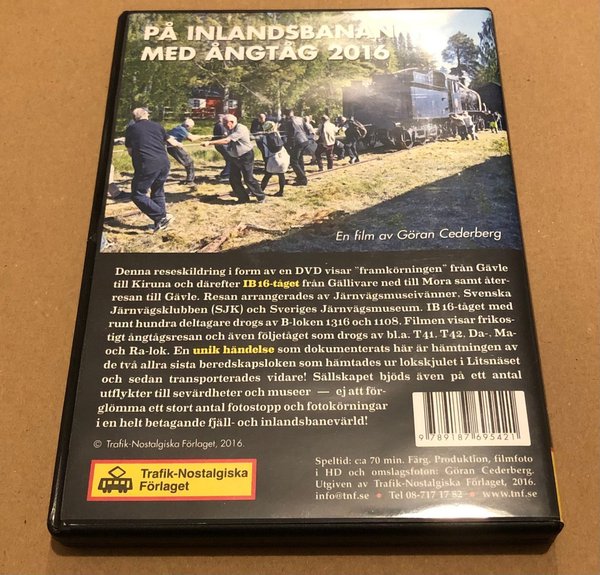 PÅ INLANDSBANAN
MED ÅNGTÅG 2016
En film av Göran Cederberg
Denna reseskildring i form av en DVD visar "framkörningen" från Gävle
till Kiruna och därefter IB16-tåget från Gällivare ned till Mora samt åter-
resan till Gävle. Resan arrangerades av Järnvägsmuseivänner. Svenska
Järnvägsklubben (SJK) och Sveriges Järnvägsmuseum. IB16-tåget med
runt hundra deltagare drogs av B-loken 1316 och 1108. Filmen visar frikos-
tigt ångtågsresan och även följetåget som drogs av bl.a. T41. T42. Da-, Ma-
och Ra-lok. En unik händelse som dokumenterats här är hämtningen av
de två allra sista beredskapsloken som hämtades ur lokskjulet i Litsnäset
och sedan transporterades vidare! Sällskapet bjöds även på ett antal
utflykter till sevärdheter och museer — ej att för-
glömma ett stort antal fotostopp och fotokörningar
i en helt betagande fjäll- och inlandsbanevärld!
© Trafik-Nostalgiska Förlaget, 2016.
9 789187 695421
Trafik-Nostalgiska
Förlaget
Speltid: c:a 70 min. Färg. Produktion, filmfoto
i HD och omslagsfoton: Göran Cederberg.
Utgiven av Trafik-Nostalgiska Förlaget, 2016.
info@tnf.se • Tel 08-717 17 82 • www.tnf.se